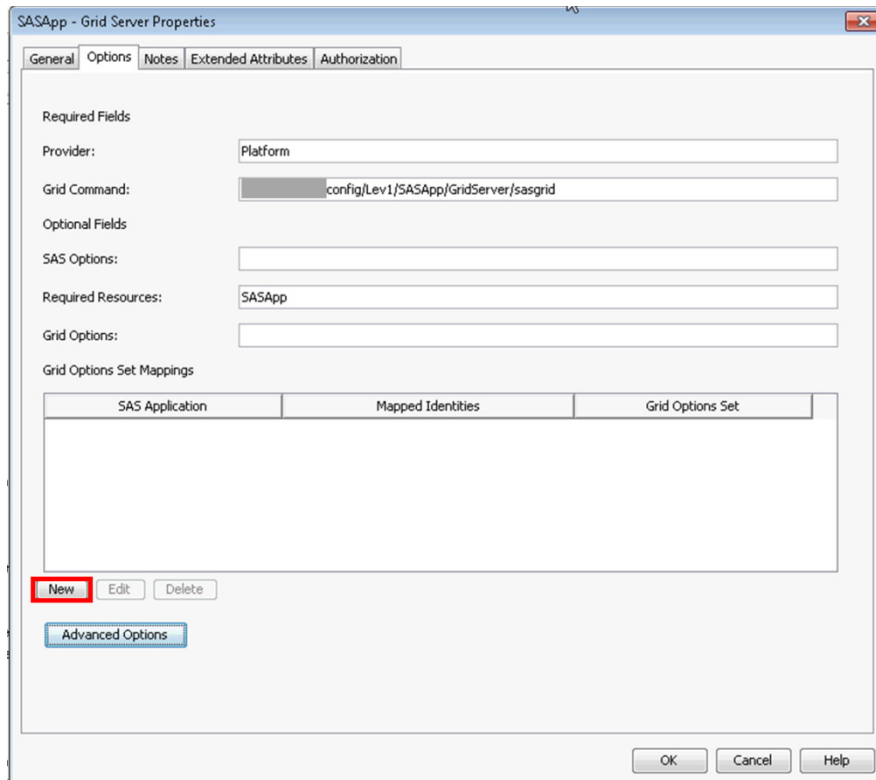 SASApp - Grid Server Properties
General Options Notes Extended Attributes Authorization
Required Fields
Provider: Platform
Grid Command: config/Lev1/SASApp/GridServer/sasgrid
Optional Fields
SAS Options:
Required Resources: SASApp
Grid Options:
Grid Options Set Mappings
SAS Application Mapped Identities Grid Options Set
New Edit Delete
Advanced Options
OK Cancel Help